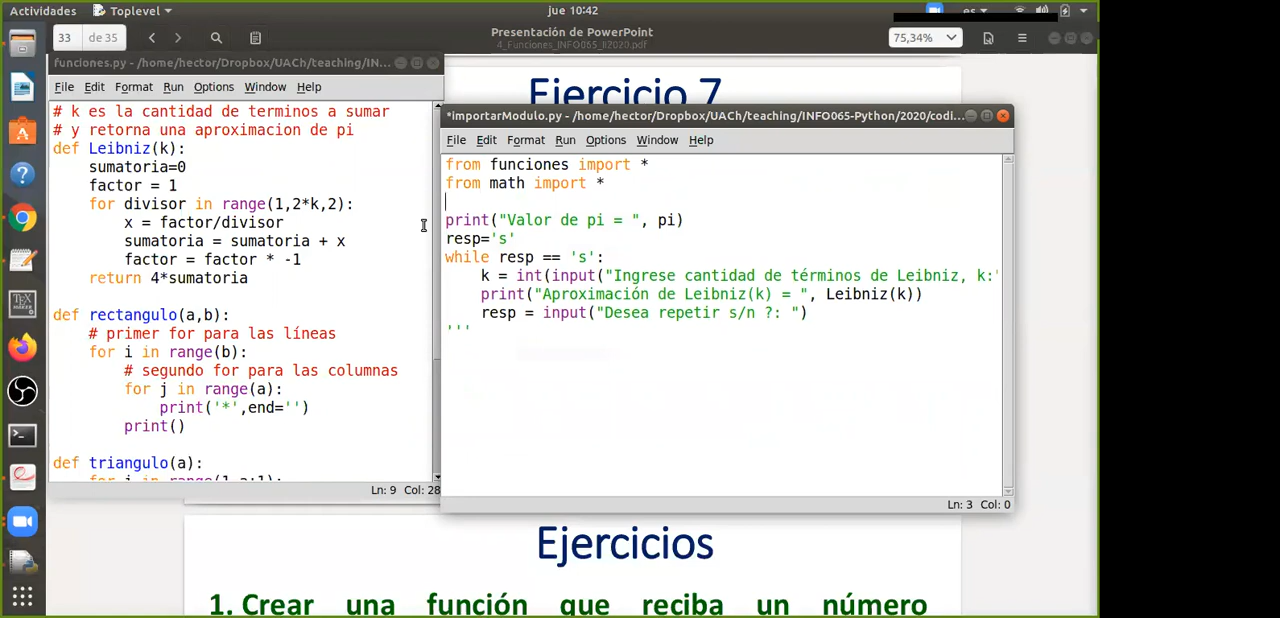 Actividades Toplevel jue 10:42 es
33 de 35 Presentación de PowerPoint 75,34%
4_Funciones_INFO065_II2020.pdf
funciones.py - /home/hector/Dropbox/UACh/teaching/IN...
File Edit Format Run Options Window Help
# k es la cantidad de terminos a sumar
# y retorna una aproximacion de pi
def Leibniz(k):
    sumatoria=0
    factor = 1
    for divisor in range(1,2*k,2):
        x = factor/divisor
        sumatoria = sumatoria + x
        factor = factor * -1
    return 4*sumatoria
def rectangulo(a,b):
    # primer for para las líneas
    for i in range(b):
        # segundo for para las columnas
        for j in range(a):
            print('*',end='')
        print()
def triangulo(a):
    for i in range(1,a+1):
Ln: 9 Col: 28
Ejercicio 7
*importarModulo.py - /home/hector/Dropbox/UACh/teaching/INFO065-Python/2020/codi...
File Edit Format Run Options Window Help
from funciones import *
from math import *
print("Valor de pi = ", pi)
resp='s'
while resp == 's':
    k = int(input("Ingrese cantidad de términos de Leibniz, k:"
    print("Aproximación de Leibniz(k) = ", Leibniz(k))
    resp = input("Desea repetir s/n ?: ")
'''
Ln: 3 Col: 0
Ejercicios
1. Crear una función que reciba un número